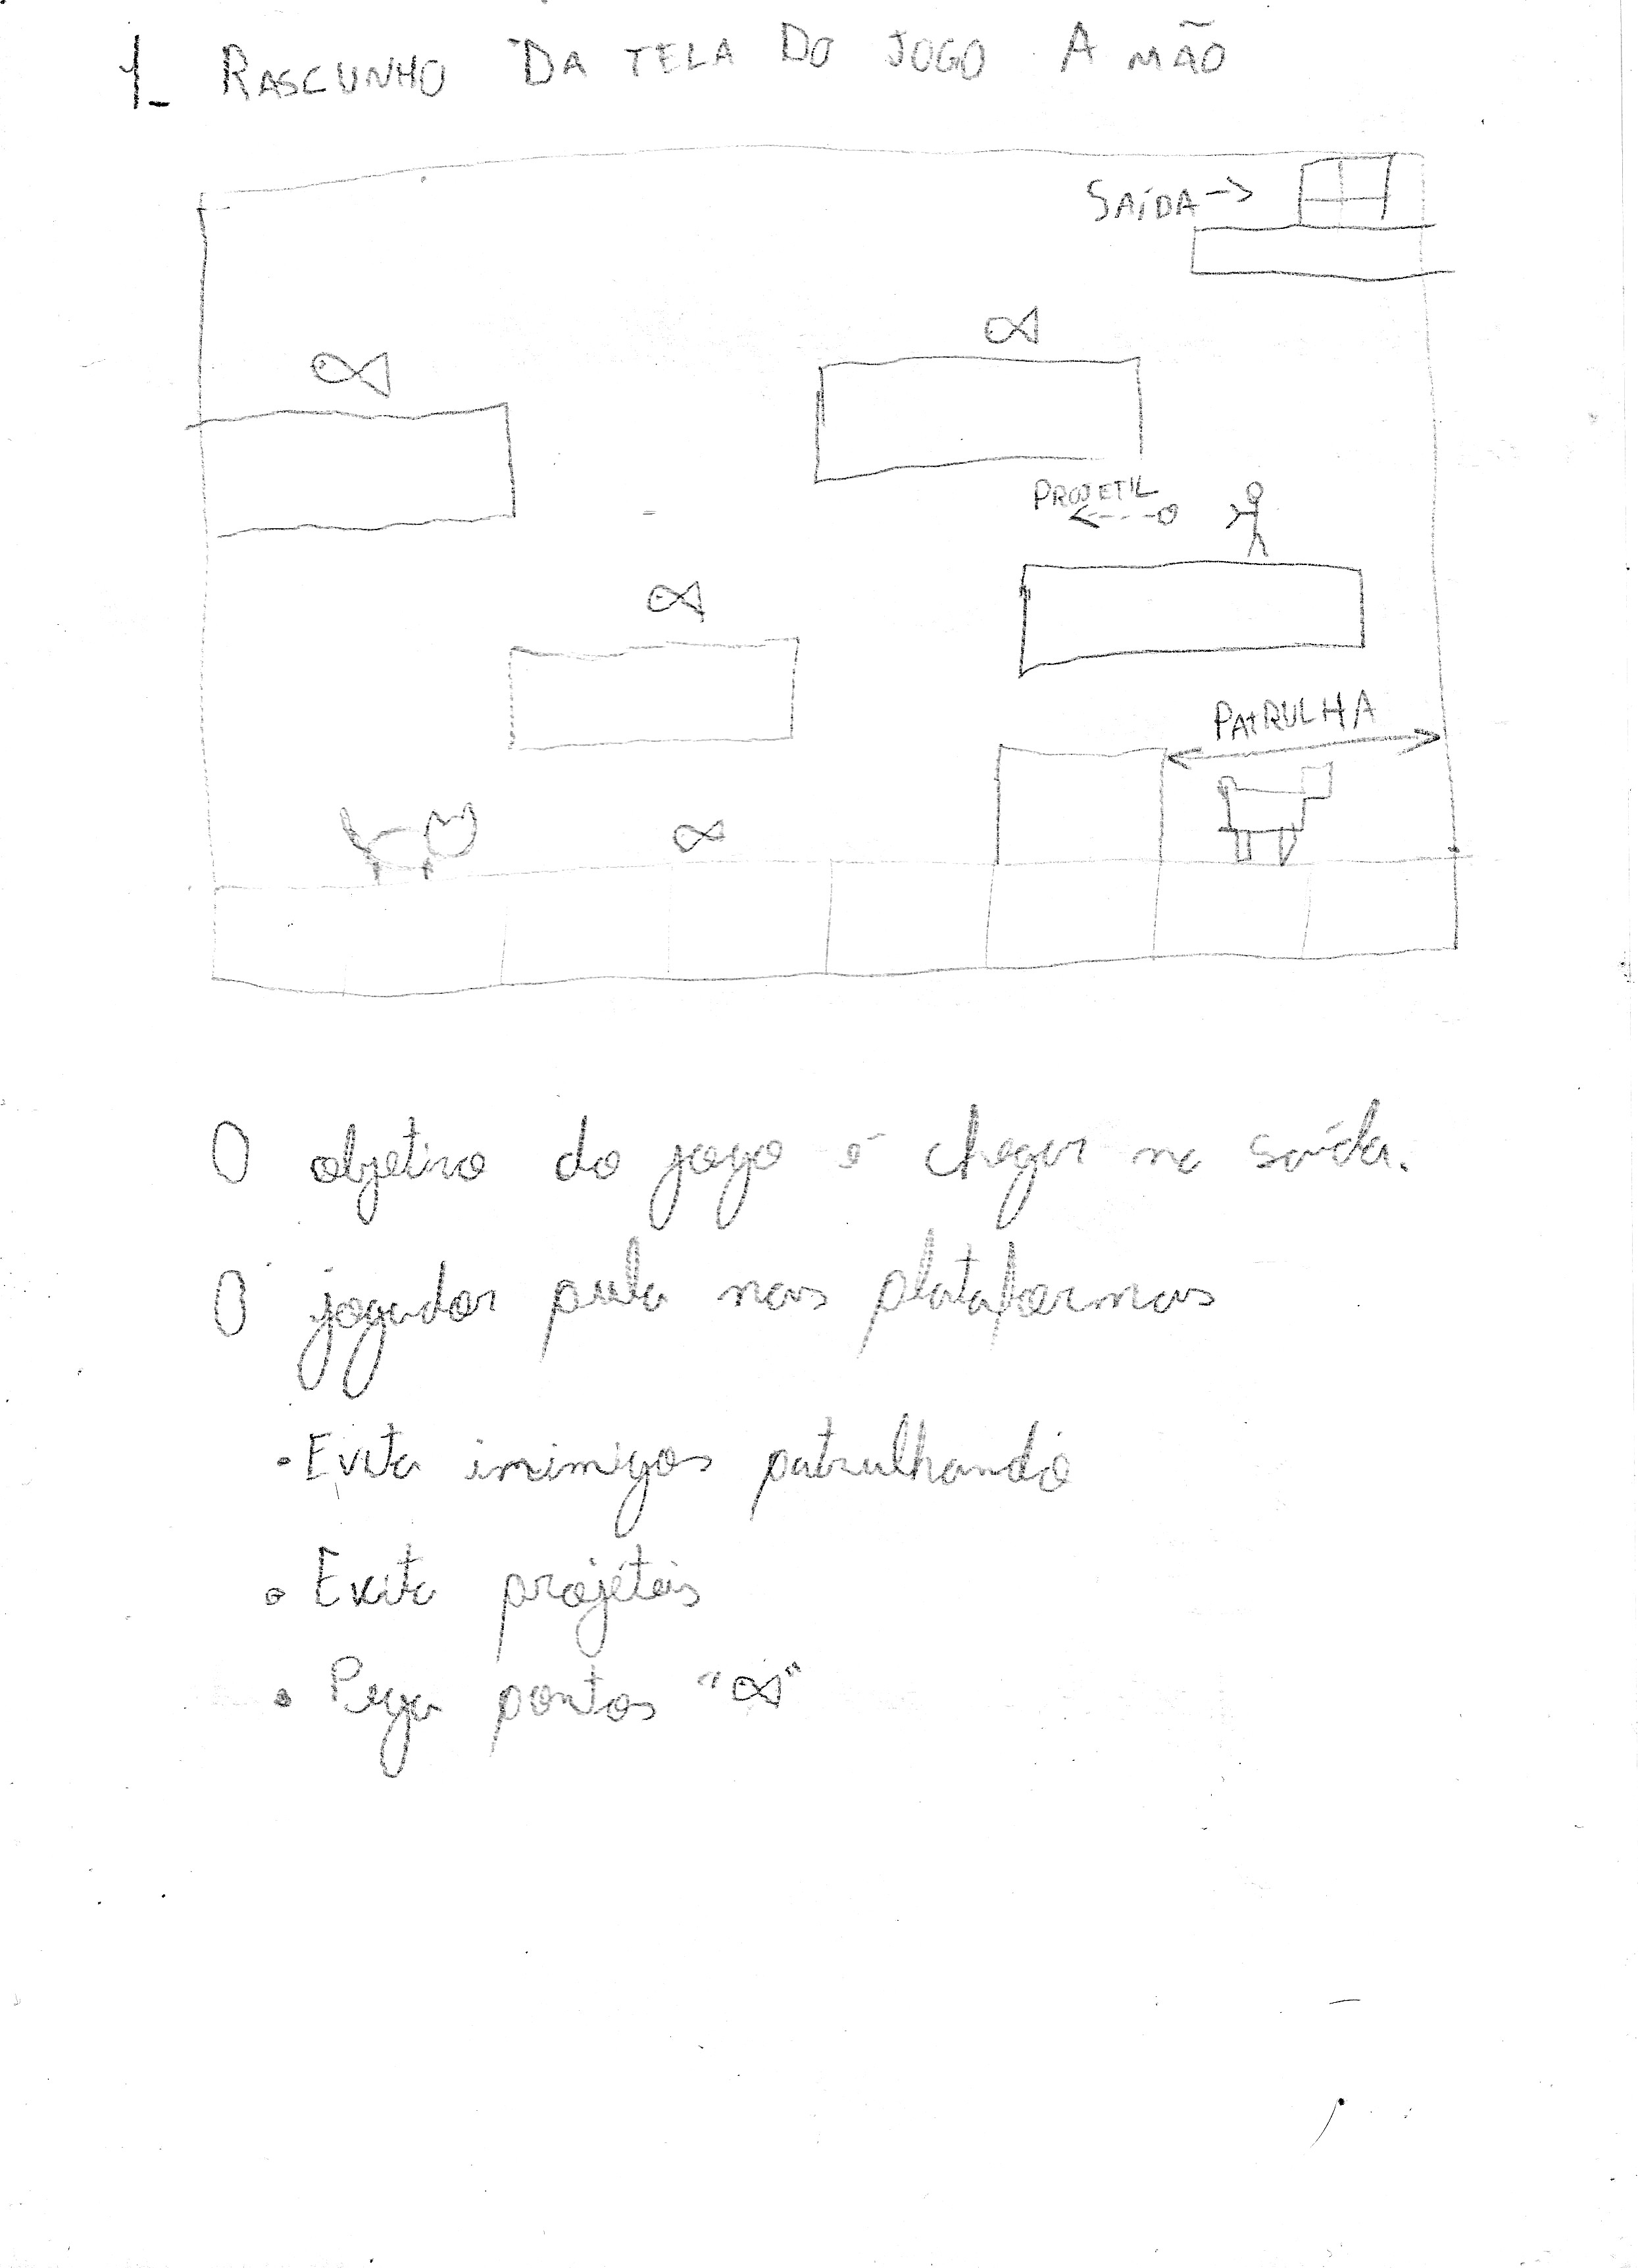 1- RASCUNHO DA TELA DO JOGO A MÃO
SAÍDA ->
PROJETIL
PATRULHA
O objetivo do jogo é chegar na saída.
O jogador pula nas plataformas
• Evita inimigos patrulhando
• Evita projéteis
• Pega pontos " "